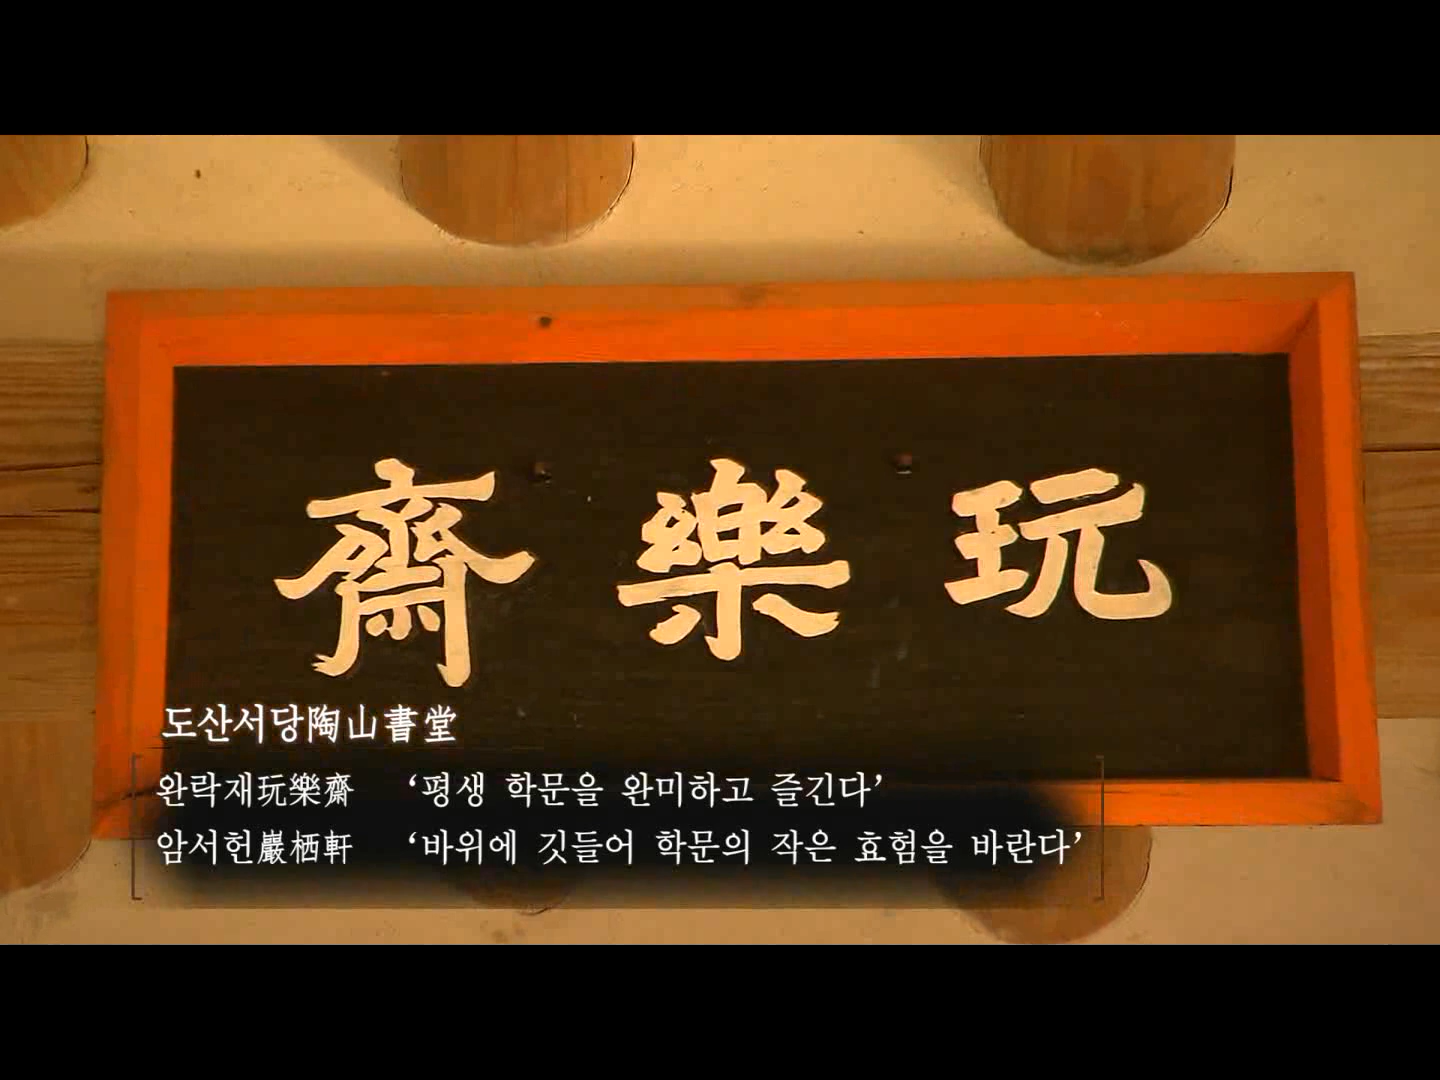 齋樂玩
도산서당陶山書堂
완락재玩樂齋 ‘평생 학문을 완미하고 즐긴다’
암서헌巖栖軒 ‘바위에 깃들어 학문의 작은 효험을 바란다’